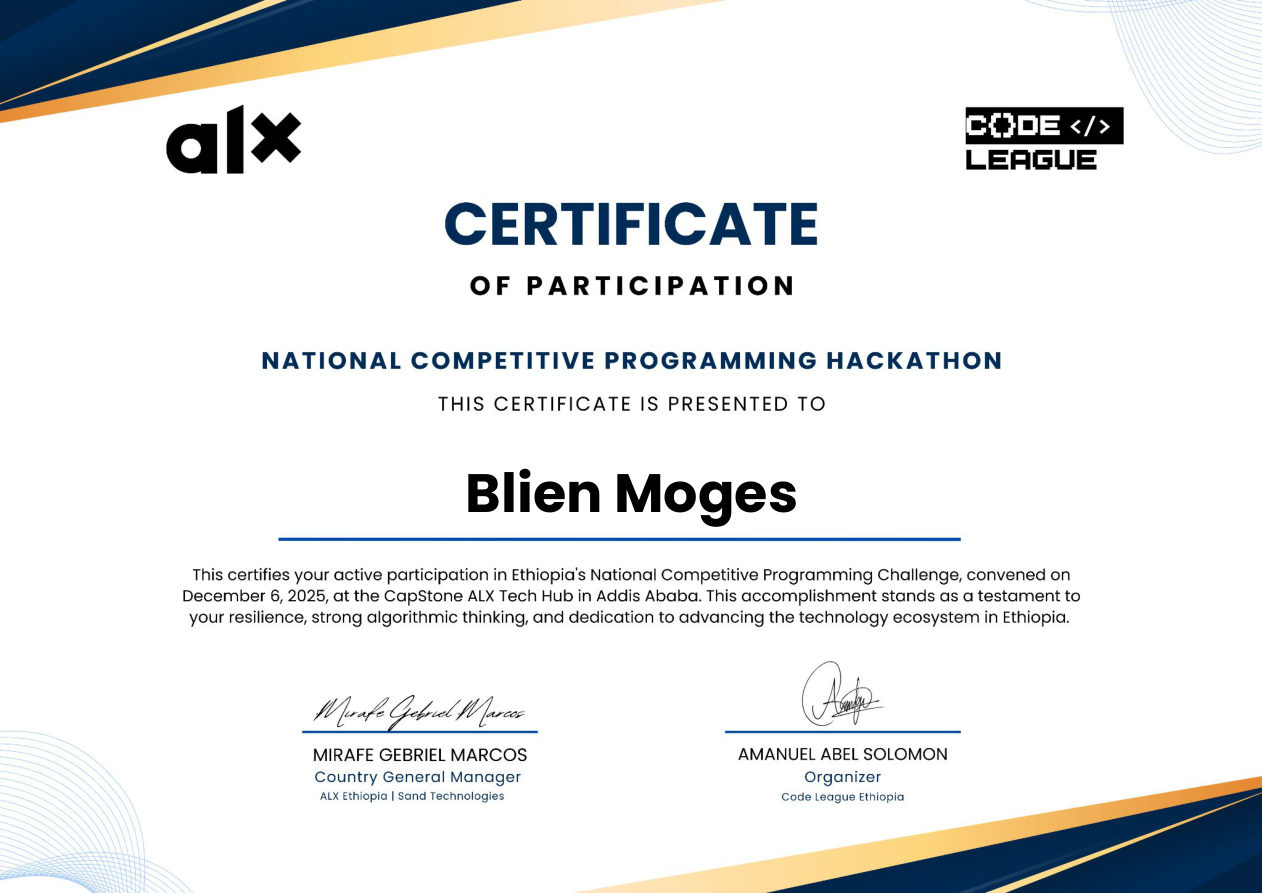 alx
CODE </>
LEAGUE
CERTIFICATE
OF PARTICIPATION
NATIONAL COMPETITIVE PROGRAMMING HACKATHON
THIS CERTIFICATE IS PRESENTED TO
Blien Moges
This certifies your active participation in Ethiopia's National Competitive Programming Challenge, convened on
December 6, 2025, at the CapStone ALX Tech Hub in Addis Ababa. This accomplishment stands as a testament to
your resilience, strong algorithmic thinking, and dedication to advancing the technology ecosystem in Ethiopia.
Mirafe Gebriel Marcos
MIRAFE GEBRIEL MARCOS
Country General Manager
ALX Ethiopia | Sand Technologies
AMANUEL ABEL SOLOMON
Organizer
Code League Ethiopia